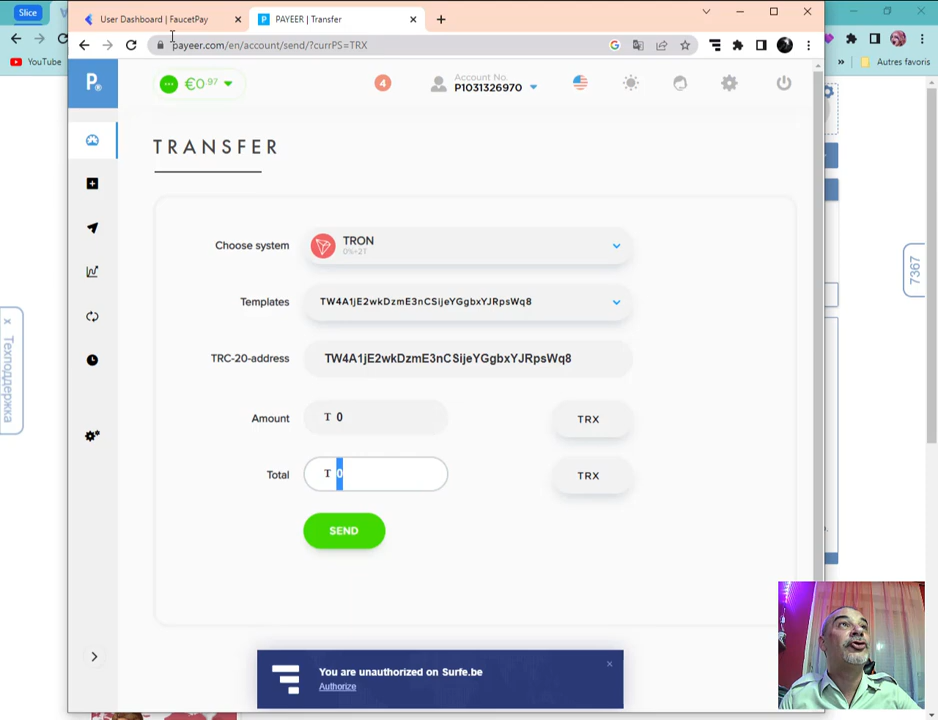 Slice
User Dashboard | FaucetPay
PAYEER | Transfer
payeer.com/en/account/send/?currPS=TRX
YouTube
Autres favoris
P®
€0.97
4
Account No.
P1031326970
TRANSFER
Choose system
TRON
0%+2T
Templates
TW4A1jE2wkDzmE3nCSijeYGgbxYJRpsWq8
TRC-20-address
TW4A1jE2wkDzmE3nCSijeYGgbxYJRpsWq8
Amount
T 0
TRX
Total
T 0
TRX
SEND
You are unauthorized on Surfe.be
Authorize
x Техподдержка
7367